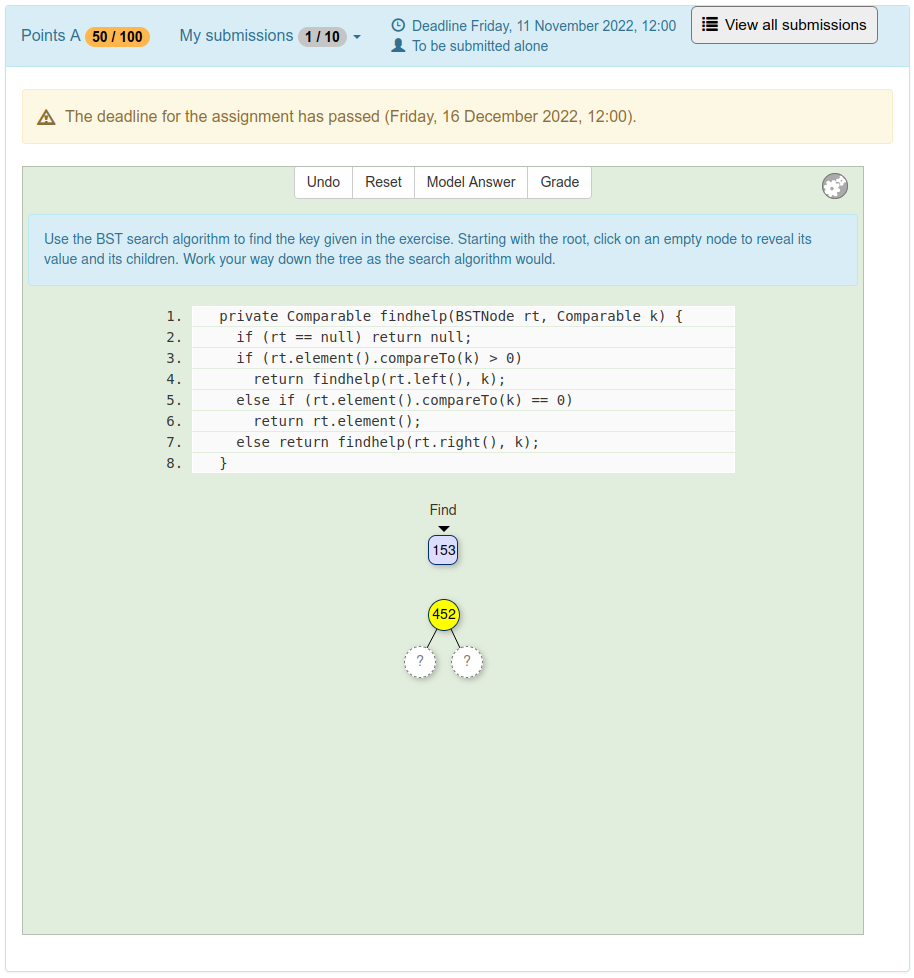 Points A 50 / 100 My submissions 1 / 10 Deadline Friday, 11 November 2022, 12:00 View all submissions
To be submitted alone
The deadline for the assignment has passed (Friday, 16 December 2022, 12:00).
Undo Reset Model Answer Grade
Use the BST search algorithm to find the key given in the exercise. Starting with the root, click on an empty node to reveal its
value and its children. Work your way down the tree as the search algorithm would.
1. private Comparable findhelp(BSTNode rt, Comparable k) {
2. if (rt == null) return null;
3. if (rt.element().compareTo(k) > 0)
4. return findhelp(rt.left(), k);
5. else if (rt.element().compareTo(k) == 0)
6. return rt.element();
7. else return findhelp(rt.right(), k);
8. }
Find
153
452
? ?